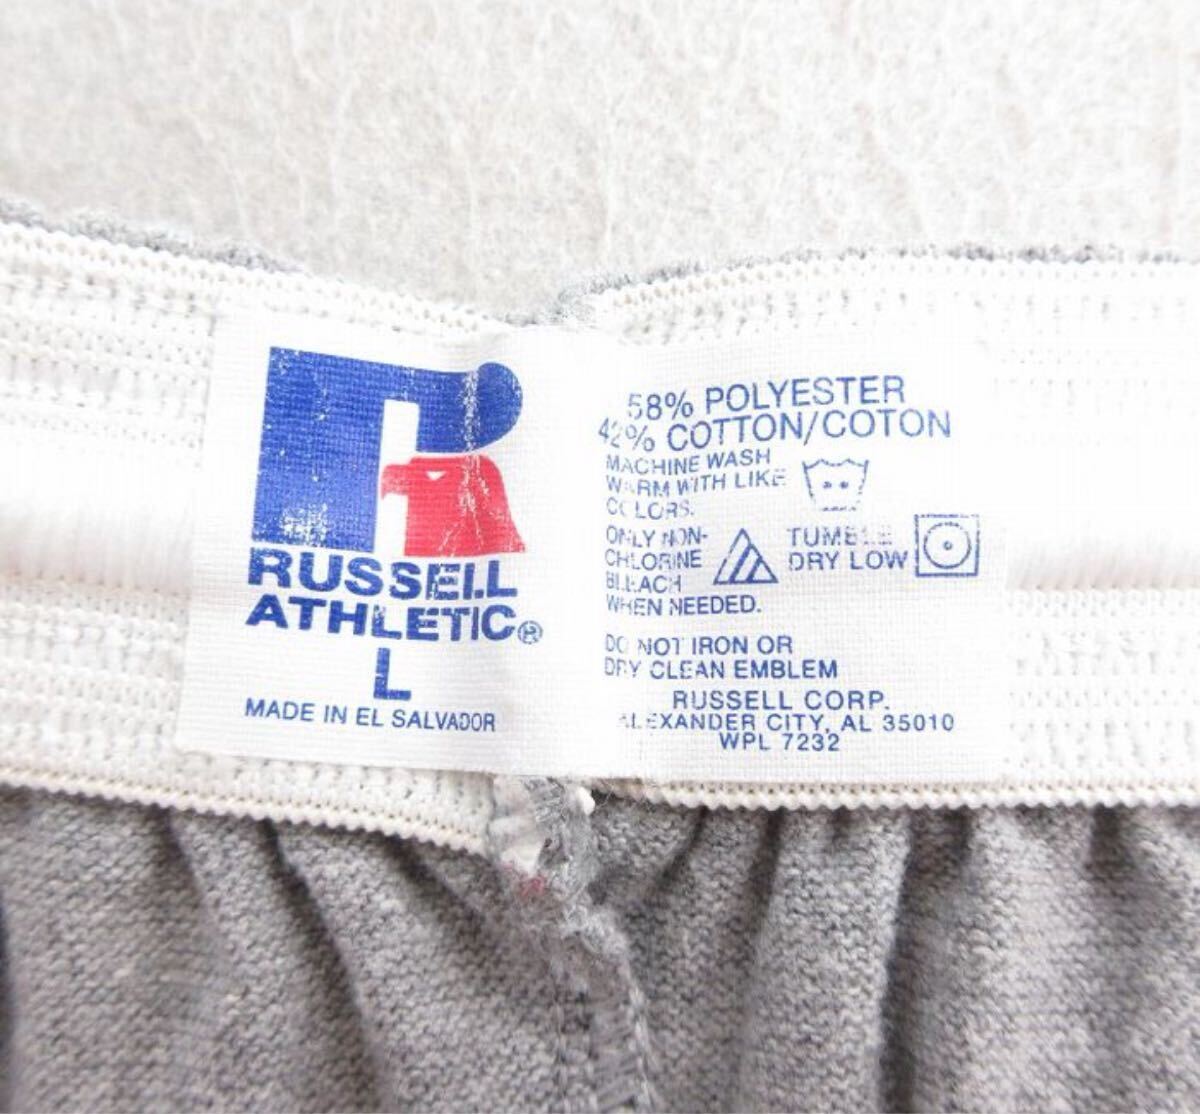 RUSSELL
ATHLETIC®
L
MADE IN EL SALVADOR
58% POLYESTER
42% COTTON/COTON
MACHINE WASH
WARM WITH LIKE
COLORS.
ONLY NON-
CHLORINE
BLEACH
WHEN NEEDED.
TUMBLE
DRY LOW
DO NOT IRON OR
DRY CLEAN EMBLEM
RUSSELL CORP.
ALEXANDER CITY, AL 35010
WPL 7232